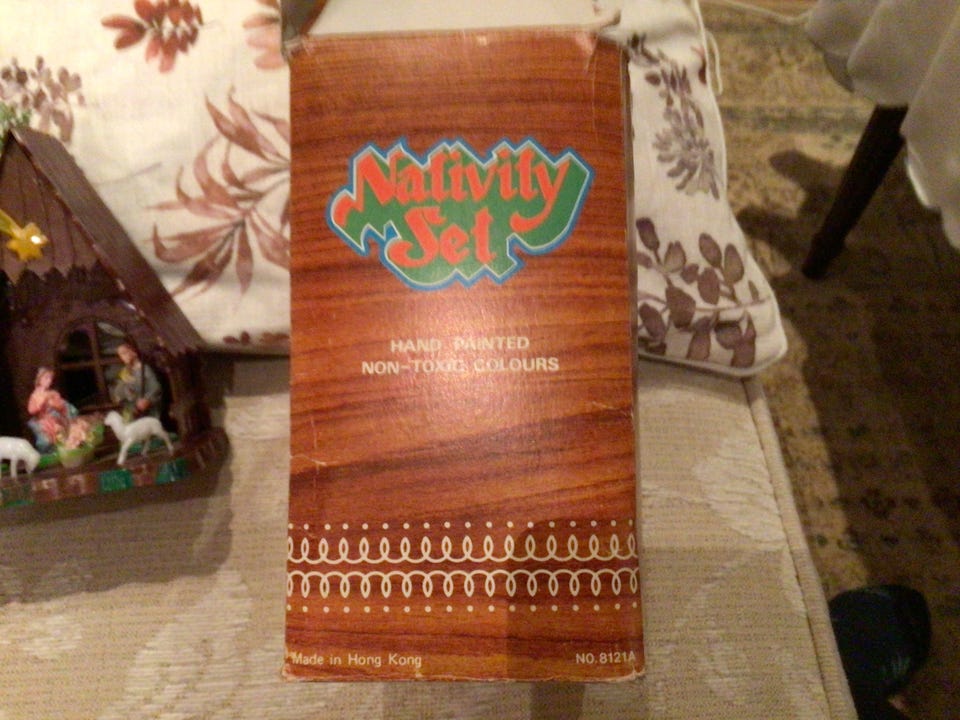 Nativity
Set
HAND PAINTED
NON-TOXIC COLOURS
Made in Hong Kong
NO.8121A